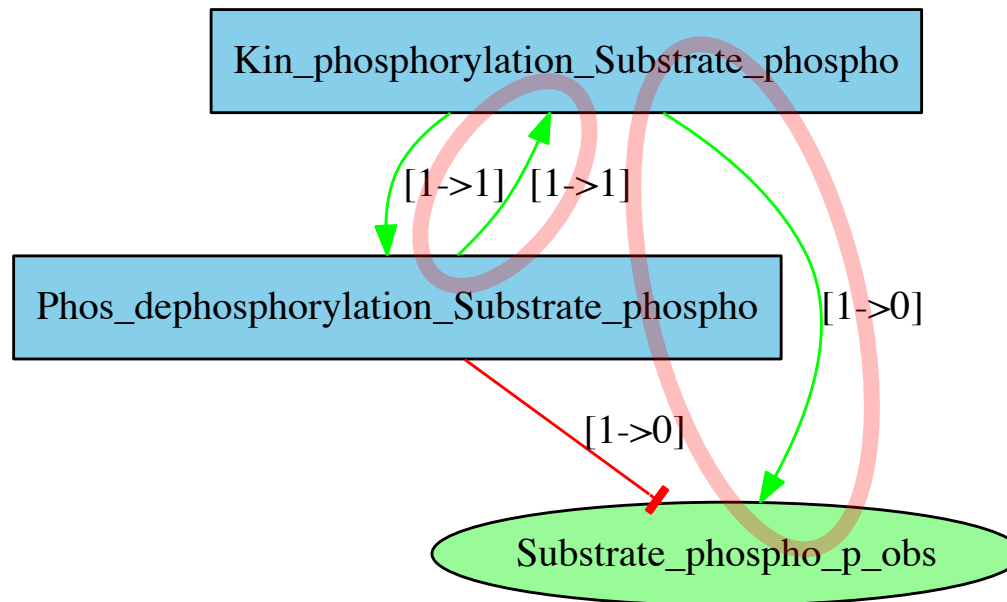 Kin_phosphorylation_Substrate_phospho
[1->1] [1->1]
Phos_dephosphorylation_Substrate_phospho
[1->0]
[1->0]
Substrate_phospho_p_obs